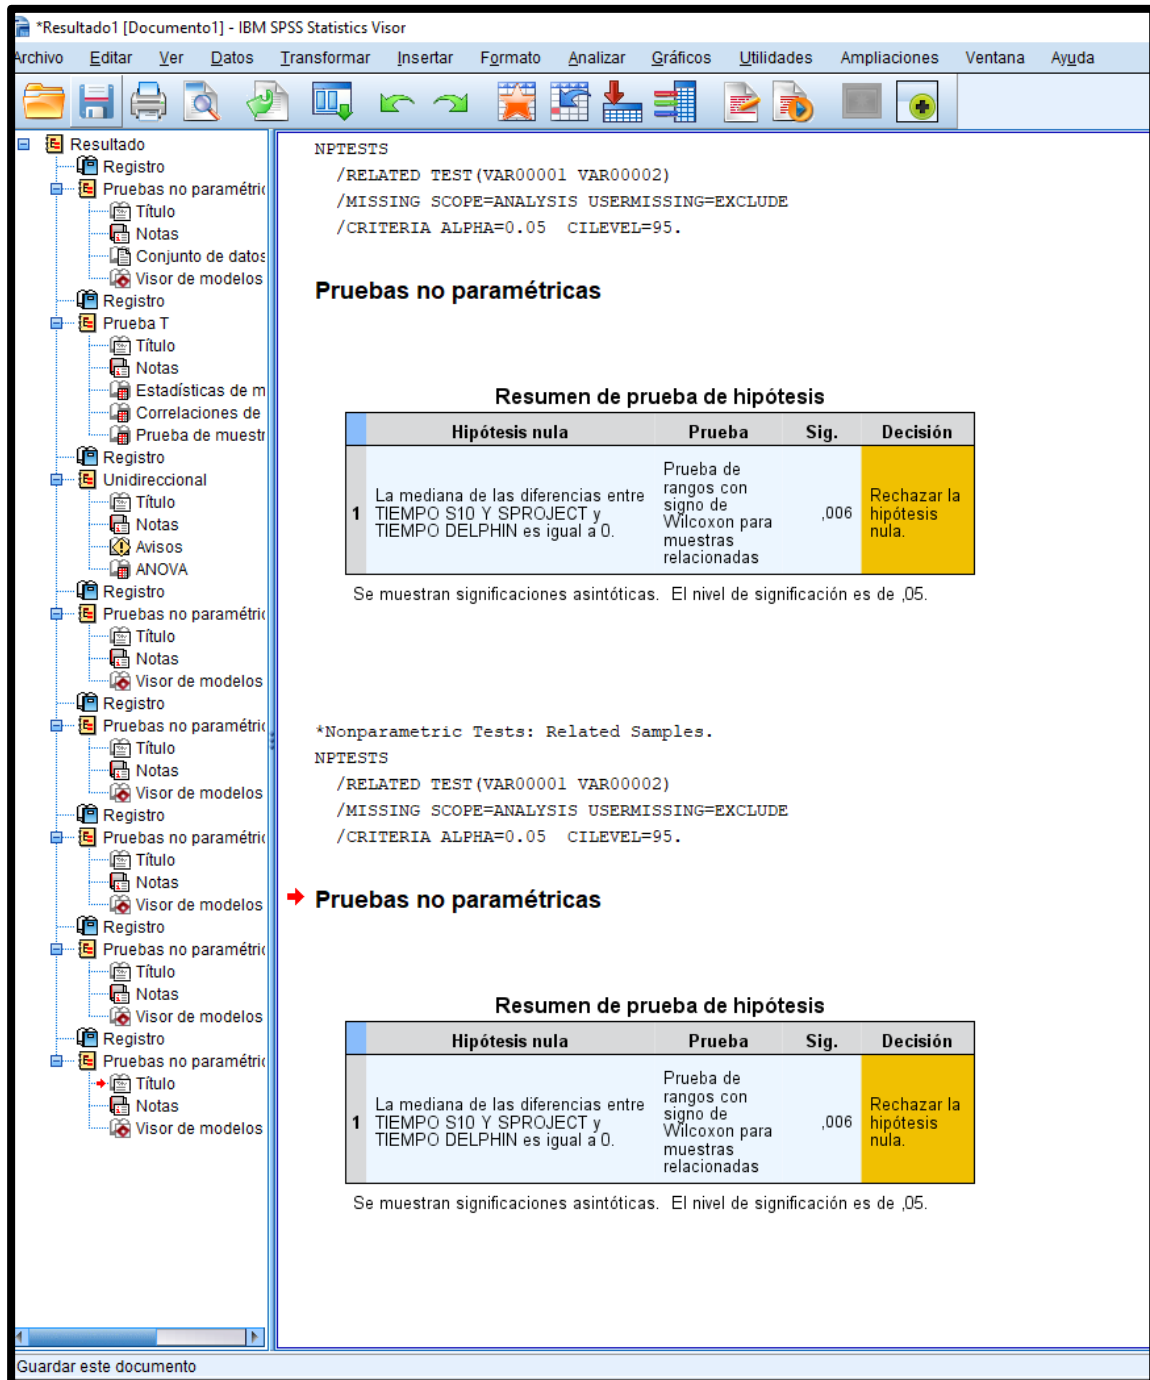 *Resultado1 [Documento1] - IBM SPSS Statistics Visor
Archivo Editar Ver Datos Transformar Insertar Formato Analizar Gráficos Utilidades Ampliaciones Ventana Ayuda
Resultado
Registro
Pruebas no paramétric
Título
Notas
Conjunto de datos
Visor de modelos
Registro
Prueba T
Título
Notas
Estadísticas de m
Correlaciones de
Prueba de muestr
Registro
Unidireccional
Título
Notas
Avisos
ANOVA
Registro
Pruebas no paramétric
Título
Notas
Visor de modelos
Registro
Pruebas no paramétric
Título
Notas
Visor de modelos
Registro
Pruebas no paramétric
Título
Notas
Visor de modelos
Registro
Pruebas no paramétric
Título
Notas
Visor de modelos
Registro
Pruebas no paramétric
Título
Notas
Visor de modelos
NPTESTS
/RELATED TEST(VAR00001 VAR00002)
/MISSING SCOPE=ANALYSIS USERMISSING=EXCLUDE
/CRITERIA ALPHA=0.05 CILEVEL=95.
Pruebas no paramétricas
Resumen de prueba de hipótesis
Hipótesis nula Prueba Sig. Decisión
1
La mediana de las diferencias entre
TIEMPO S10 Y SPROJECT y
TIEMPO DELPHIN es igual a 0.
Prueba de
rangos con
signo de
Wilcoxon para
muestras
relacionadas
,006
Rechazar la
hipótesis
nula.
Se muestran significaciones asintóticas. El nivel de significación es de ,05.
*Nonparametric Tests: Related Samples.
NPTESTS
/RELATED TEST(VAR00001 VAR00002)
/MISSING SCOPE=ANALYSIS USERMISSING=EXCLUDE
/CRITERIA ALPHA=0.05 CILEVEL=95.
Pruebas no paramétricas
Resumen de prueba de hipótesis
Hipótesis nula Prueba Sig. Decisión
1
La mediana de las diferencias entre
TIEMPO S10 Y SPROJECT y
TIEMPO DELPHIN es igual a 0.
Prueba de
rangos con
signo de
Wilcoxon para
muestras
relacionadas
,006
Rechazar la
hipótesis
nula.
Se muestran significaciones asintóticas. El nivel de significación es de ,05.
Guardar este documento